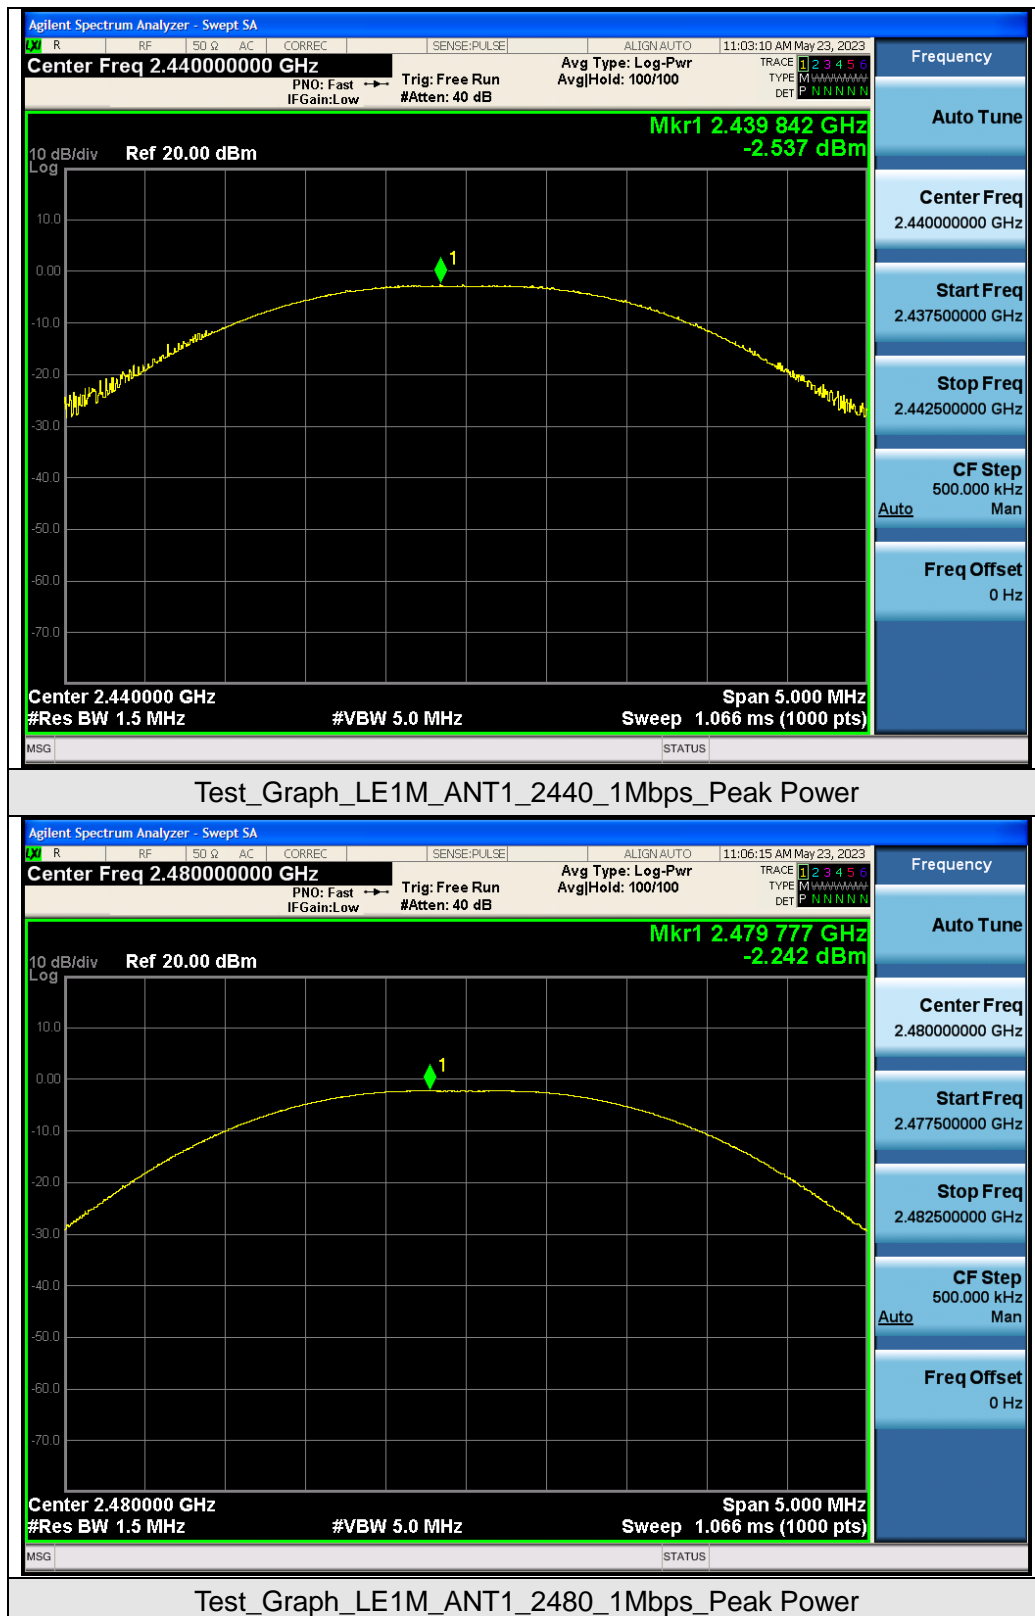 Agilent Spectrum Analyzer - Swept SA
LXI R RF 50 Ω AC CORREC SENSE:PULSE ALIGN AUTO 11:03:10 AM May 23, 2023
Center Freq 2.440000000 GHz
PNO: Fast
IFGain:Low
Trig: Free Run
#Atten: 40 dB
Avg Type: Log-Pwr
Avg|Hold: 100/100
TRACE 1 2 3 4 5 6
TYPE M
DET P N N N N N
Mkr1 2.439 842 GHz
-2.537 dBm
10 dB/div Ref 20.00 dBm
Log
10.0
0.00
-10.0
-20.0
-30.0
-40.0
-50.0
-60.0
-70.0
1
Center 2.440000 GHz Span 5.000 MHz
#Res BW 1.5 MHz #VBW 5.0 MHz Sweep 1.066 ms (1000 pts)
MSG STATUS
Frequency
Auto Tune
Center Freq
2.440000000 GHz
Start Freq
2.437500000 GHz
Stop Freq
2.442500000 GHz
CF Step
500.000 kHz
Auto Man
Freq Offset
0 Hz
Test_Graph_LE1M_ANT1_2440_1Mbps_Peak Power
Agilent Spectrum Analyzer - Swept SA
LXI R RF 50 Ω AC CORREC SENSE:PULSE ALIGN AUTO 11:06:15 AM May 23, 2023
Center Freq 2.480000000 GHz
PNO: Fast
IFGain:Low
Trig: Free Run
#Atten: 40 dB
Avg Type: Log-Pwr
Avg|Hold: 100/100
TRACE 1 2 3 4 5 6
TYPE M
DET P N N N N N
Mkr1 2.479 777 GHz
-2.242 dBm
10 dB/div Ref 20.00 dBm
Log
10.0
0.00
-10.0
-20.0
-30.0
-40.0
-50.0
-60.0
-70.0
1
Center 2.480000 GHz Span 5.000 MHz
#Res BW 1.5 MHz #VBW 5.0 MHz Sweep 1.066 ms (1000 pts)
MSG STATUS
Frequency
Auto Tune
Center Freq
2.480000000 GHz
Start Freq
2.477500000 GHz
Stop Freq
2.482500000 GHz
CF Step
500.000 kHz
Auto Man
Freq Offset
0 Hz
Test_Graph_LE1M_ANT1_2480_1Mbps_Peak Power